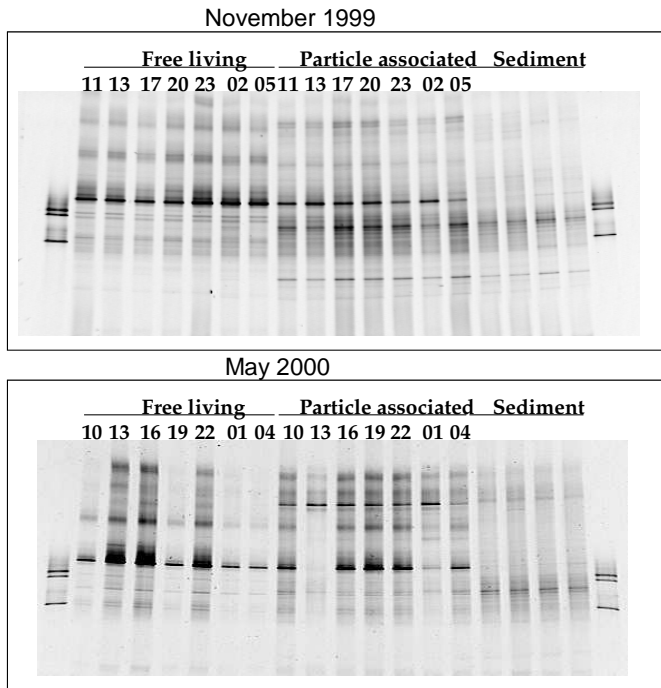 November 1999
Free living Particle associated Sediment
11 13 17 20 23 02 05 11 13 17 20 23 02 05
May 2000
Free living Particle associated Sediment
10 13 16 19 22 01 04 10 13 16 19 22 01 04